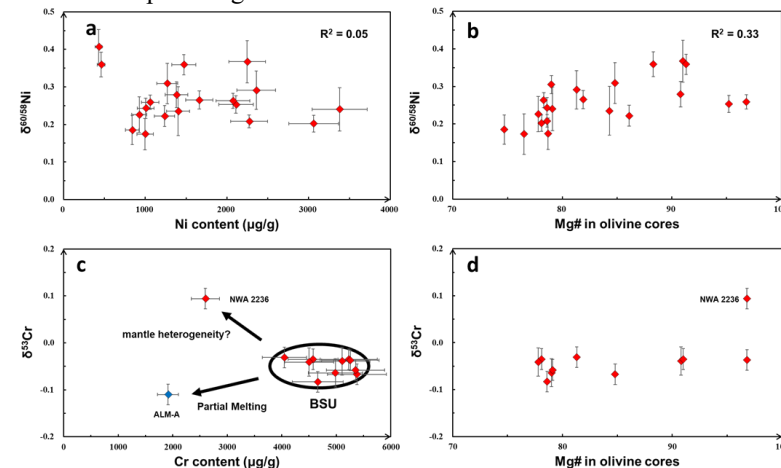 a
R² = 0.05
0.5
0.4
0.3
0.2
0.1
0.0
δ⁶⁰/⁵⁸Ni
0 1000 2000 3000 4000
Ni content (µg/g)
b
R² = 0.33
0.5
0.4
0.3
0.2
0.1
0.0
δ⁶⁰/⁵⁸Ni
70 80 90
Mg# in olivine cores
c
0.2
0.1
0.0
-0.1
-0.2
δ⁵³Cr
NWA 2236
mantle heterogeneity?
Partial Melting
ALM-A
BSU
0 1000 2000 3000 4000 5000 6000
Cr content (µg/g)
d
0.2
0.1
0.0
-0.1
-0.2
δ⁵³Cr
NWA 2236
70 80 90
Mg# in olivine cores